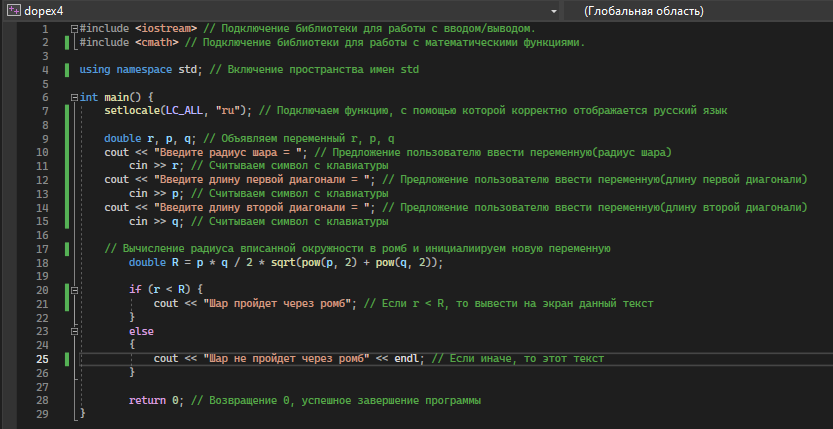 dopex4 (Глобальная область)
1 #include <iostream> // Подключение библиотеки для работы с вводом/выводом.
2 #include <cmath> // Подключение библиотеки для работы с математическими функциями.
3
4 using namespace std; // Включение пространства имен std
5
6 int main() {
7 setlocale(LC_ALL, "ru"); // Подключаем функцию, с помощью которой корректно отображается русский язык
8
9 double r, p, q; // Объявляем переменный r, p, q
10 cout << "Введите радиус шара = "; // Предложение пользователю ввести переменную(радиус шара)
11 cin >> r; // Считываем символ с клавиатуры
12 cout << "Введите длину первой диагонали = "; // Предложение пользователю ввести переменную(длину первой диагонали)
13 cin >> p; // Считываем символ с клавиатуры
14 cout << "Введите длину второй диагонали = "; // Предложение пользователю ввести переменную(длину второй диагонали)
15 cin >> q; // Считываем символ с клавиатуры
16
17 // Вычисление радиуса вписанной окружности в ромб и инициалиируем новую переменную
18 double R = p * q / 2 * sqrt(pow(p, 2) + pow(q, 2));
19
20 if (r < R) {
21 cout << "Шар пройдет через ромб"; // Если r < R, то вывести на экран данный текст
22 }
23 else
24 {
25 cout << "Шар не пройдет через ромб" << endl; // Если иначе, то этот текст
26 }
27
28 return 0; // Возвращение 0, успешное завершение программы
29 }